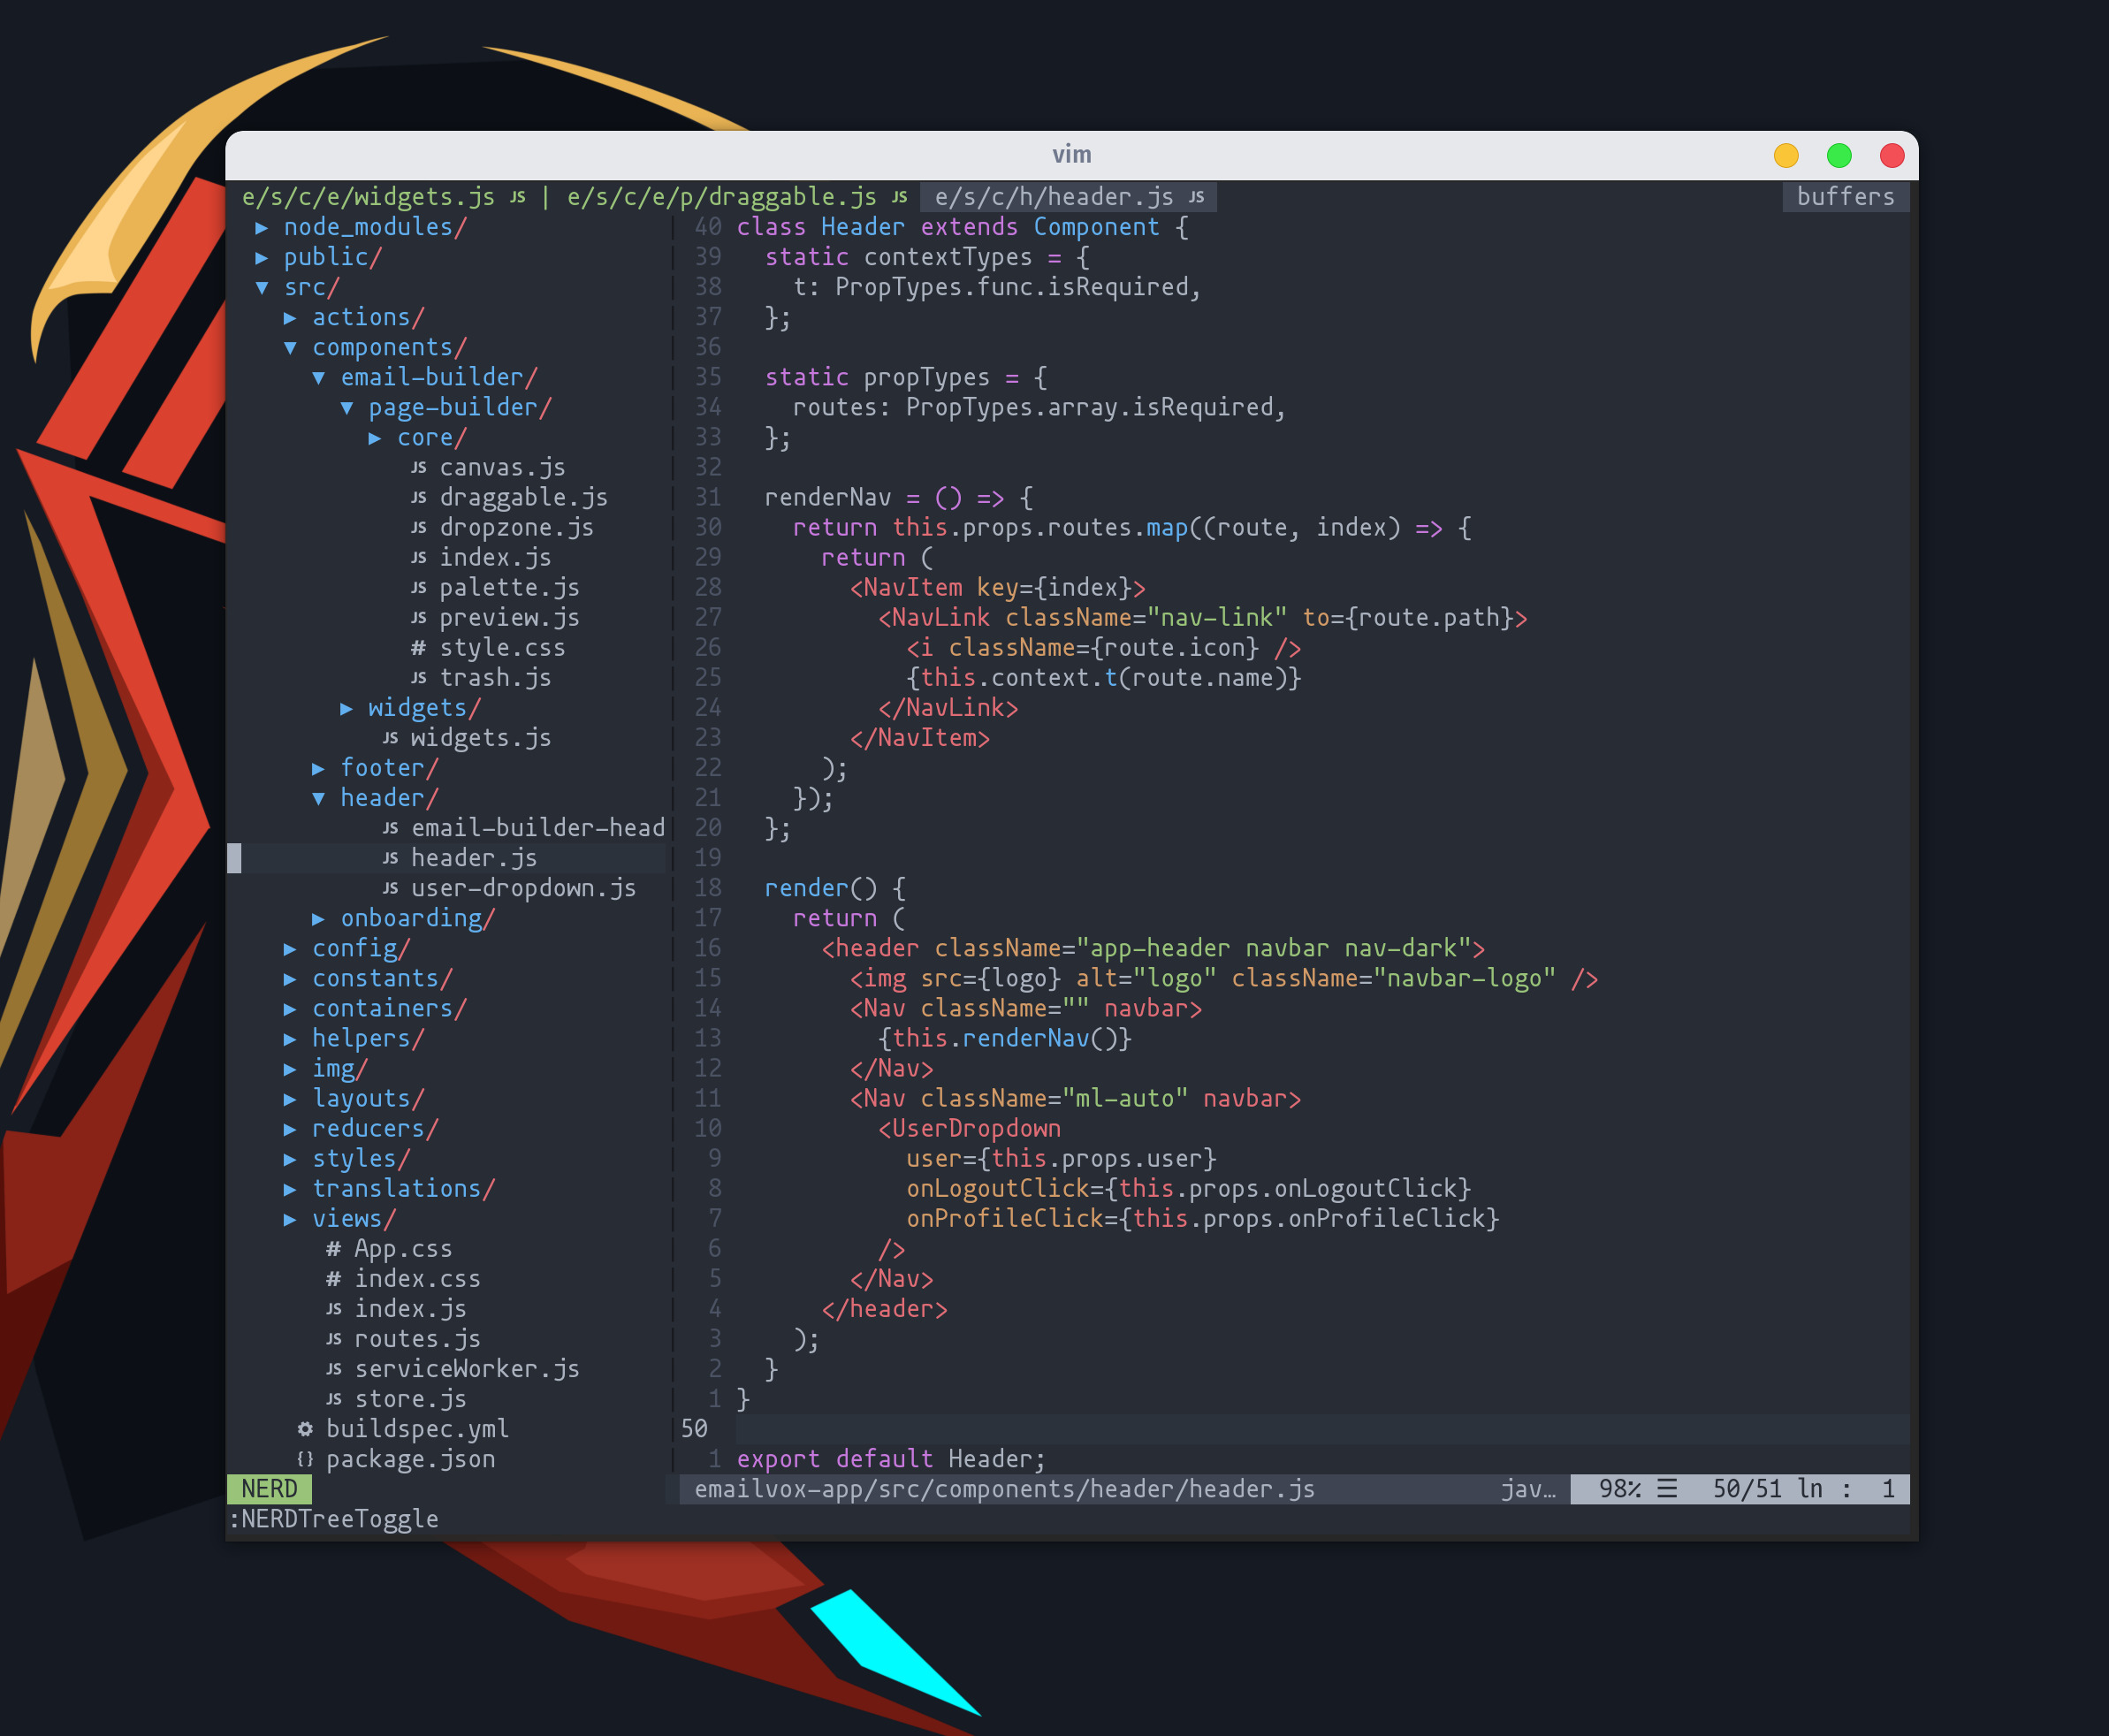 vim
e/s/c/e/widgets.js JS | e/s/c/e/p/draggable.js JS e/s/c/h/header.js JS buffers
▶ node_modules/
▶ public/
▼ src/
▶ actions/
▼ components/
▼ email-builder/
▼ page-builder/
▶ core/
JS canvas.js
JS draggable.js
JS dropzone.js
JS index.js
JS palette.js
JS preview.js
# style.css
JS trash.js
▶ widgets/
JS widgets.js
▶ footer/
▼ header/
JS email-builder-head
JS header.js
JS user-dropdown.js
▶ onboarding/
▶ config/
▶ constants/
▶ containers/
▶ helpers/
▶ img/
▶ layouts/
▶ reducers/
▶ styles/
▶ translations/
▶ views/
# App.css
# index.css
JS index.js
JS routes.js
JS serviceWorker.js
JS store.js
buildspec.yml
{} package.json
40 class Header extends Component {
39   static contextTypes = {
38     t: PropTypes.func.isRequired,
37   };
36
35   static propTypes = {
34     routes: PropTypes.array.isRequired,
33   };
32
31   renderNav = () => {
30     return this.props.routes.map((route, index) => {
29       return (
28         <NavItem key={index}>
27           <NavLink className="nav-link" to={route.path}>
26             <i className={route.icon} />
25             {this.context.t(route.name)}
24           </NavLink>
23         </NavItem>
22       );
21     });
20   };
19
18   render() {
17     return (
16       <header className="app-header navbar nav-dark">
15         <img src={logo} alt="logo" className="navbar-logo" />
14         <Nav className="" navbar>
13           {this.renderNav()}
12         </Nav>
11         <Nav className="ml-auto" navbar>
10           <UserDropdown
9             user={this.props.user}
8             onLogoutClick={this.props.onLogoutClick}
7             onProfileClick={this.props.onProfileClick}
6           />
5         </Nav>
4       </header>
3     );
2   }
1 }
50
1 export default Header;
NERD emailvox-app/src/components/header/header.js jav… 98% ☰ 50/51 ln : 1
:NERDTreeToggle